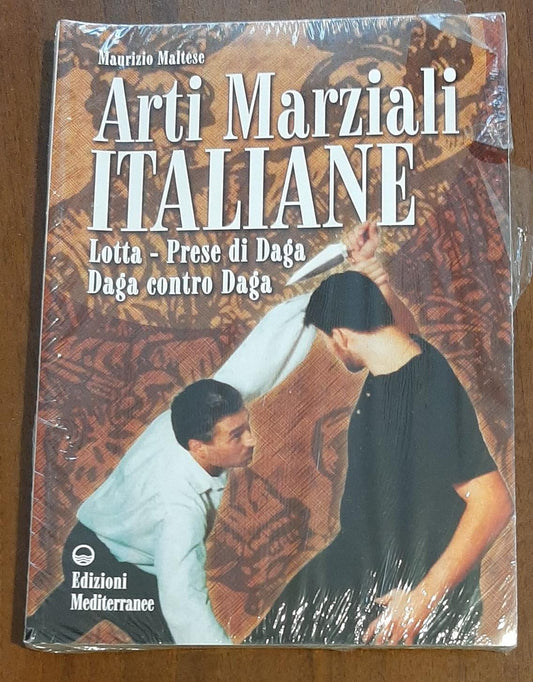 Maurizio Maltese
Arti Marziali
ITALIANE
Lotta - Prese di Daga
Daga contro Daga
Edizioni
Mediterranee